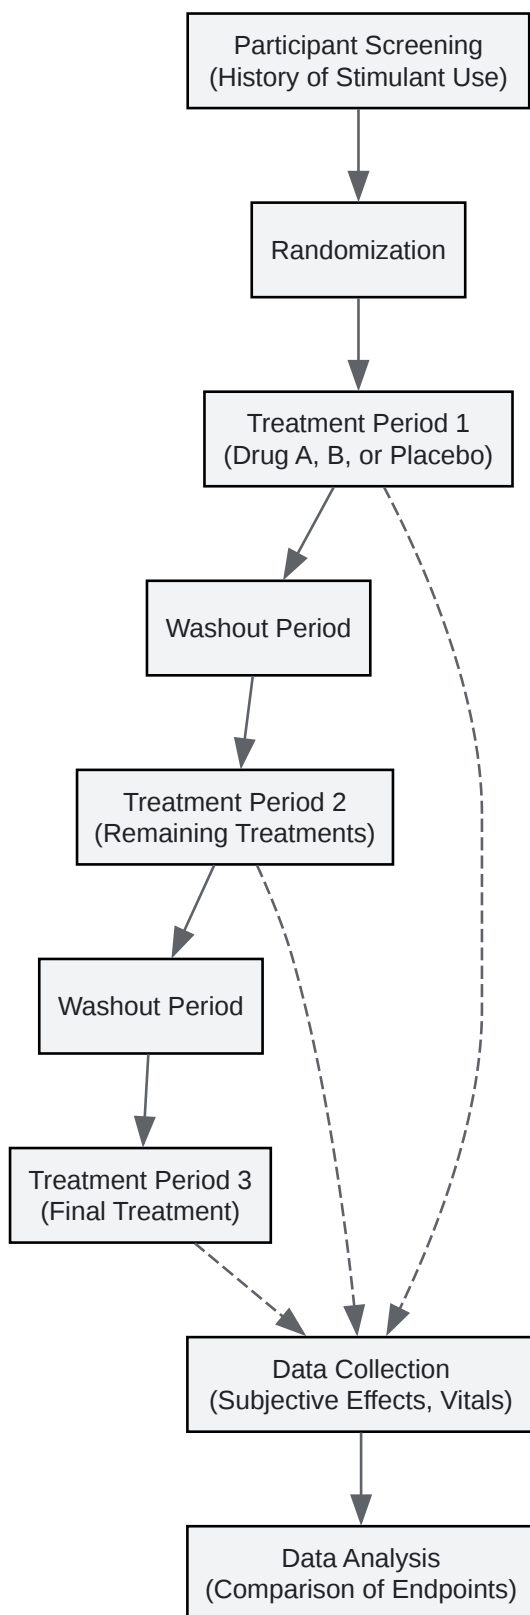 Participant Screening
(History of Stimulant Use)
Randomization
Treatment Period 1
(Drug A, B, or Placebo)
Washout Period
Treatment Period 2
(Remaining Treatments)
Washout Period
Treatment Period 3
(Final Treatment)
Data Collection
(Subjective Effects, Vitals)
Data Analysis
(Comparison of Endpoints)